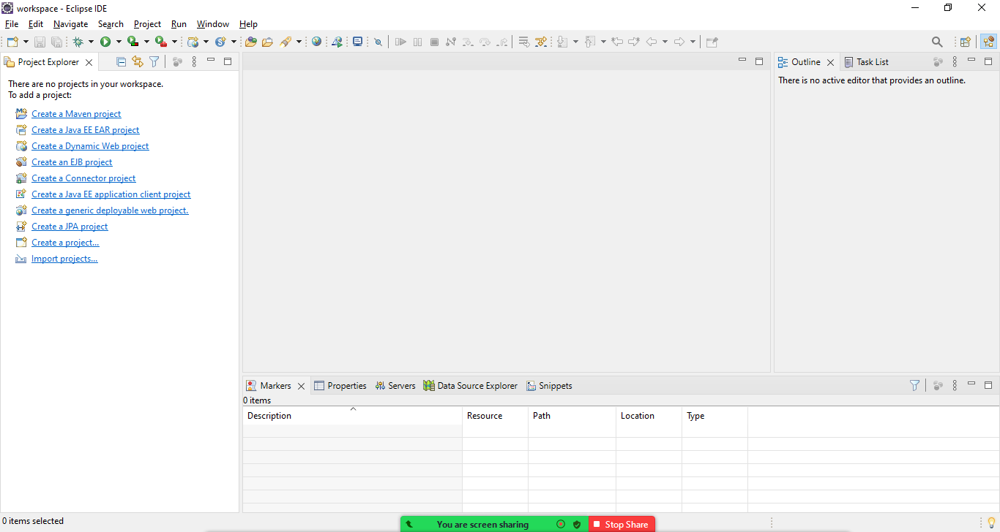 workspace - Eclipse IDE
File Edit Navigate Search Project Run Window Help
Project Explorer
There are no projects in your workspace.
To add a project:
Create a Maven project
Create a Java EE EAR project
Create a Dynamic Web project
Create an EJB project
Create a Connector project
Create a Java EE application client project
Create a generic deployable web project.
Create a JPA project
Create a project...
Import projects...
Outline Task List
There is no active editor that provides an outline.
Markers Properties Servers Data Source Explorer Snippets
0 items
Description Resource Path Location Type
0 items selected
You are screen sharing Stop Share